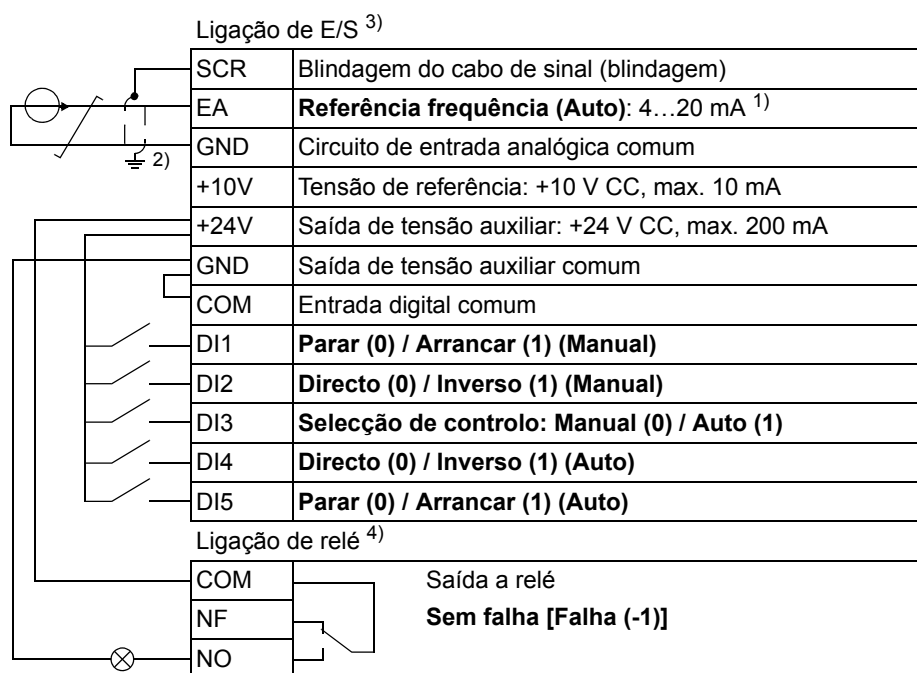 Ligação de E/S 3)
SCR Blindagem do cabo de sinal (blindagem)
EA Referência frequência (Auto): 4…20 mA 1)
GND Circuito de entrada analógica comum
2)
+10V Tensão de referência: +10 V CC, max. 10 mA
+24V Saída de tensão auxiliar: +24 V CC, max. 200 mA
GND Saída de tensão auxiliar comum
COM Entrada digital comum
DI1 Parar (0) / Arrancar (1) (Manual)
DI2 Directo (0) / Inverso (1) (Manual)
DI3 Selecção de controlo: Manual (0) / Auto (1)
DI4 Directo (0) / Inverso (1) (Auto)
DI5 Parar (0) / Arrancar (1) (Auto)
Ligação de relé 4)
COM Saída a relé
NF Sem falha [Falha (-1)]
NO